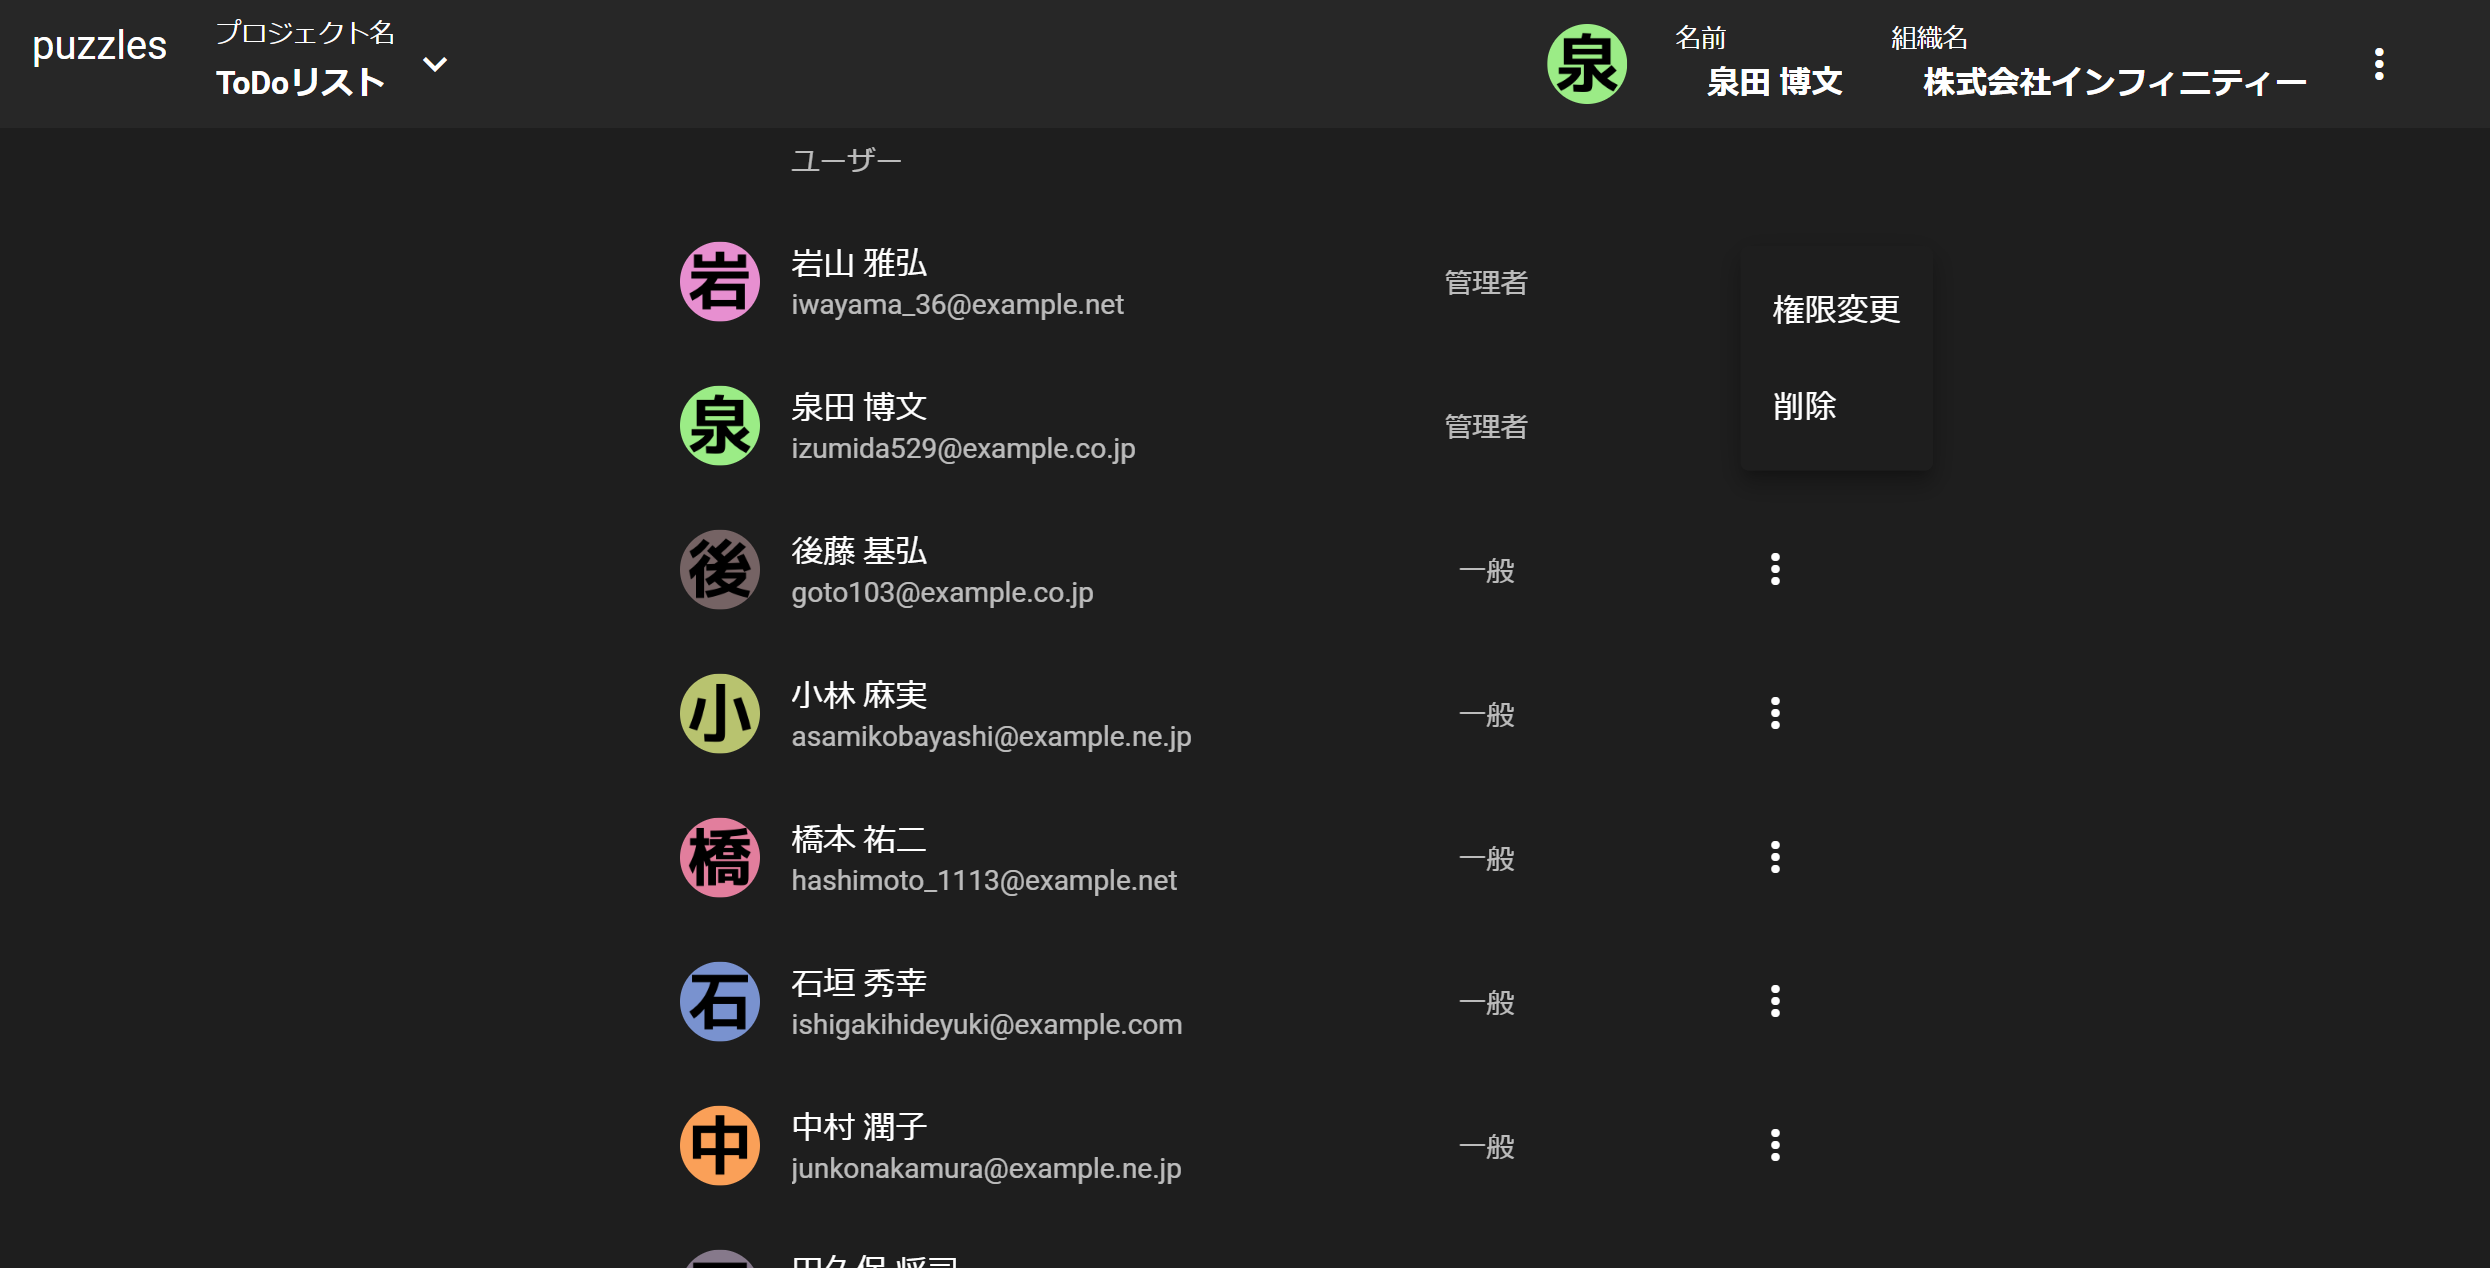 puzzles
プロジェクト名
ToDoリスト
泉
名前
泉田 博文
組織名
株式会社インフィニティー
ユーザー
岩
岩山 雅弘
iwayama_36@example.net
管理者
権限変更
削除
泉
泉田 博文
izumida529@example.co.jp
管理者
後
後藤 基弘
goto103@example.co.jp
一般
小
小林 麻実
asamikobayashi@example.ne.jp
一般
橋
橋本 祐二
hashimoto_1113@example.net
一般
石
石垣 秀幸
ishigakihideyuki@example.com
一般
中
中村 潤子
junkonakamura@example.ne.jp
一般